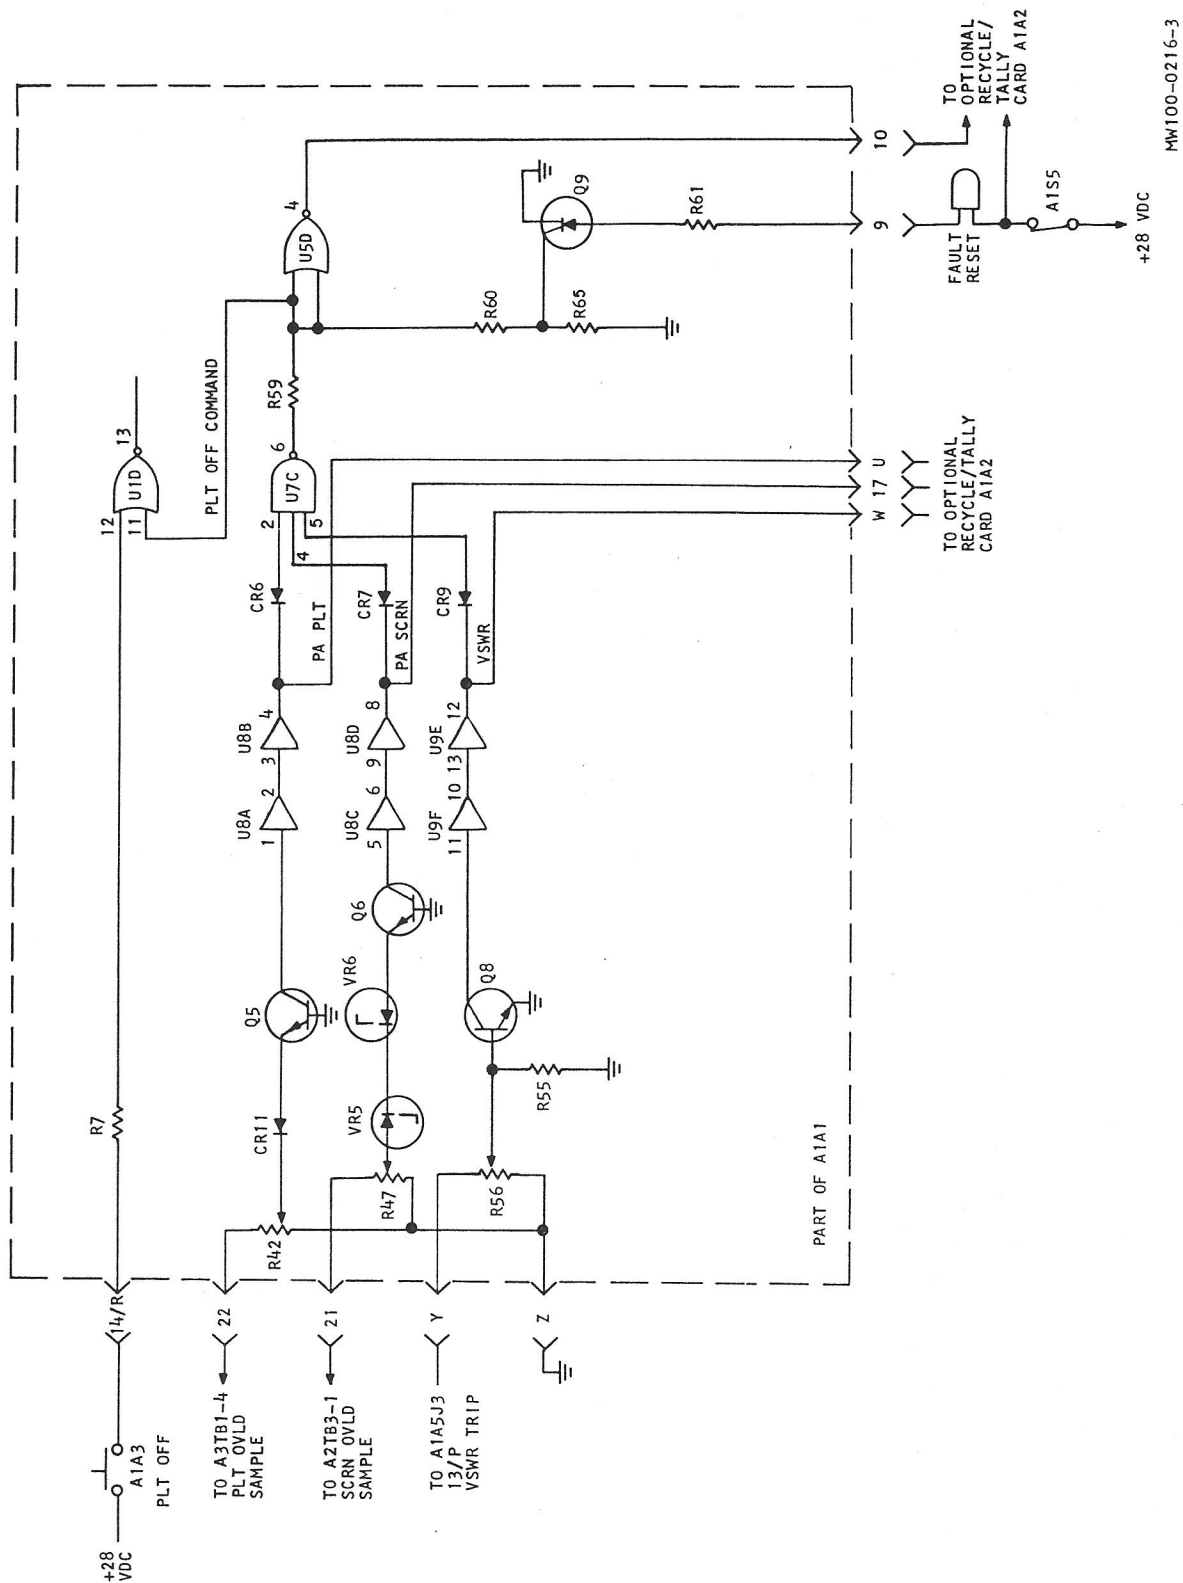 +28
VDC
A1A3
PLT OFF
TO A3TB1-4
PLT OVLD
SAMPLE
TO A2TB3-1
SCRN OVLD
SAMPLE
TO A1A5J3
13/P
VSWR TRIP
14/R
22
21
Y
Z
R7
R42
R47
R56
R55
CR11
VR5
VR6
Q5
Q6
Q8
U8A
1
2
U8B
3
4
U8C
5
6
U8D
9
8
U9F
11
10
U9E
13
12
CR6
PA PLT
CR7
PA SCRN
CR9
VSWR
2
4
5
U7C
6
R59
12
11
U1D
13
PLT OFF COMMAND
U5D
4
R60
R65
Q9
R61
PART OF A1A1
W
17
U
TO OPTIONAL
RECYCLE/TALLY
CARD A1A2
9
10
FAULT
RESET
TO
OPTIONAL
RECYCLE/
TALLY
CARD A1A2
A1S5
+28 VDC
MW100-0216-3